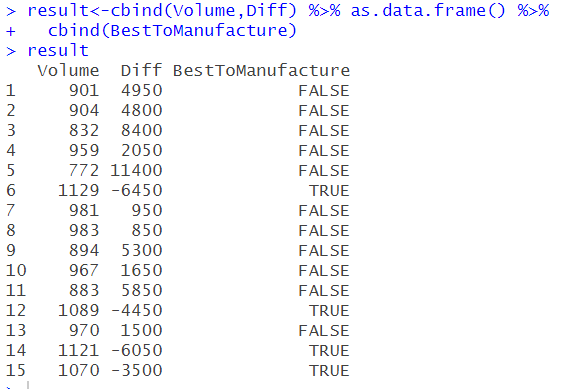 > result<-cbind(Volume,Diff) %>% as.data.frame() %>%
+   cbind(BestToManufacture)
> result
   Volume  Diff BestToManufacture
1     901  4950             FALSE
2     904  4800             FALSE
3     832  8400             FALSE
4     959  2050             FALSE
5     772 11400             FALSE
6    1129 -6450              TRUE
7     981   950             FALSE
8     983   850             FALSE
9     894  5300             FALSE
10    967  1650             FALSE
11    883  5850             FALSE
12   1089 -4450              TRUE
13    970  1500             FALSE
14   1121 -6050              TRUE
15   1070 -3500              TRUE
>